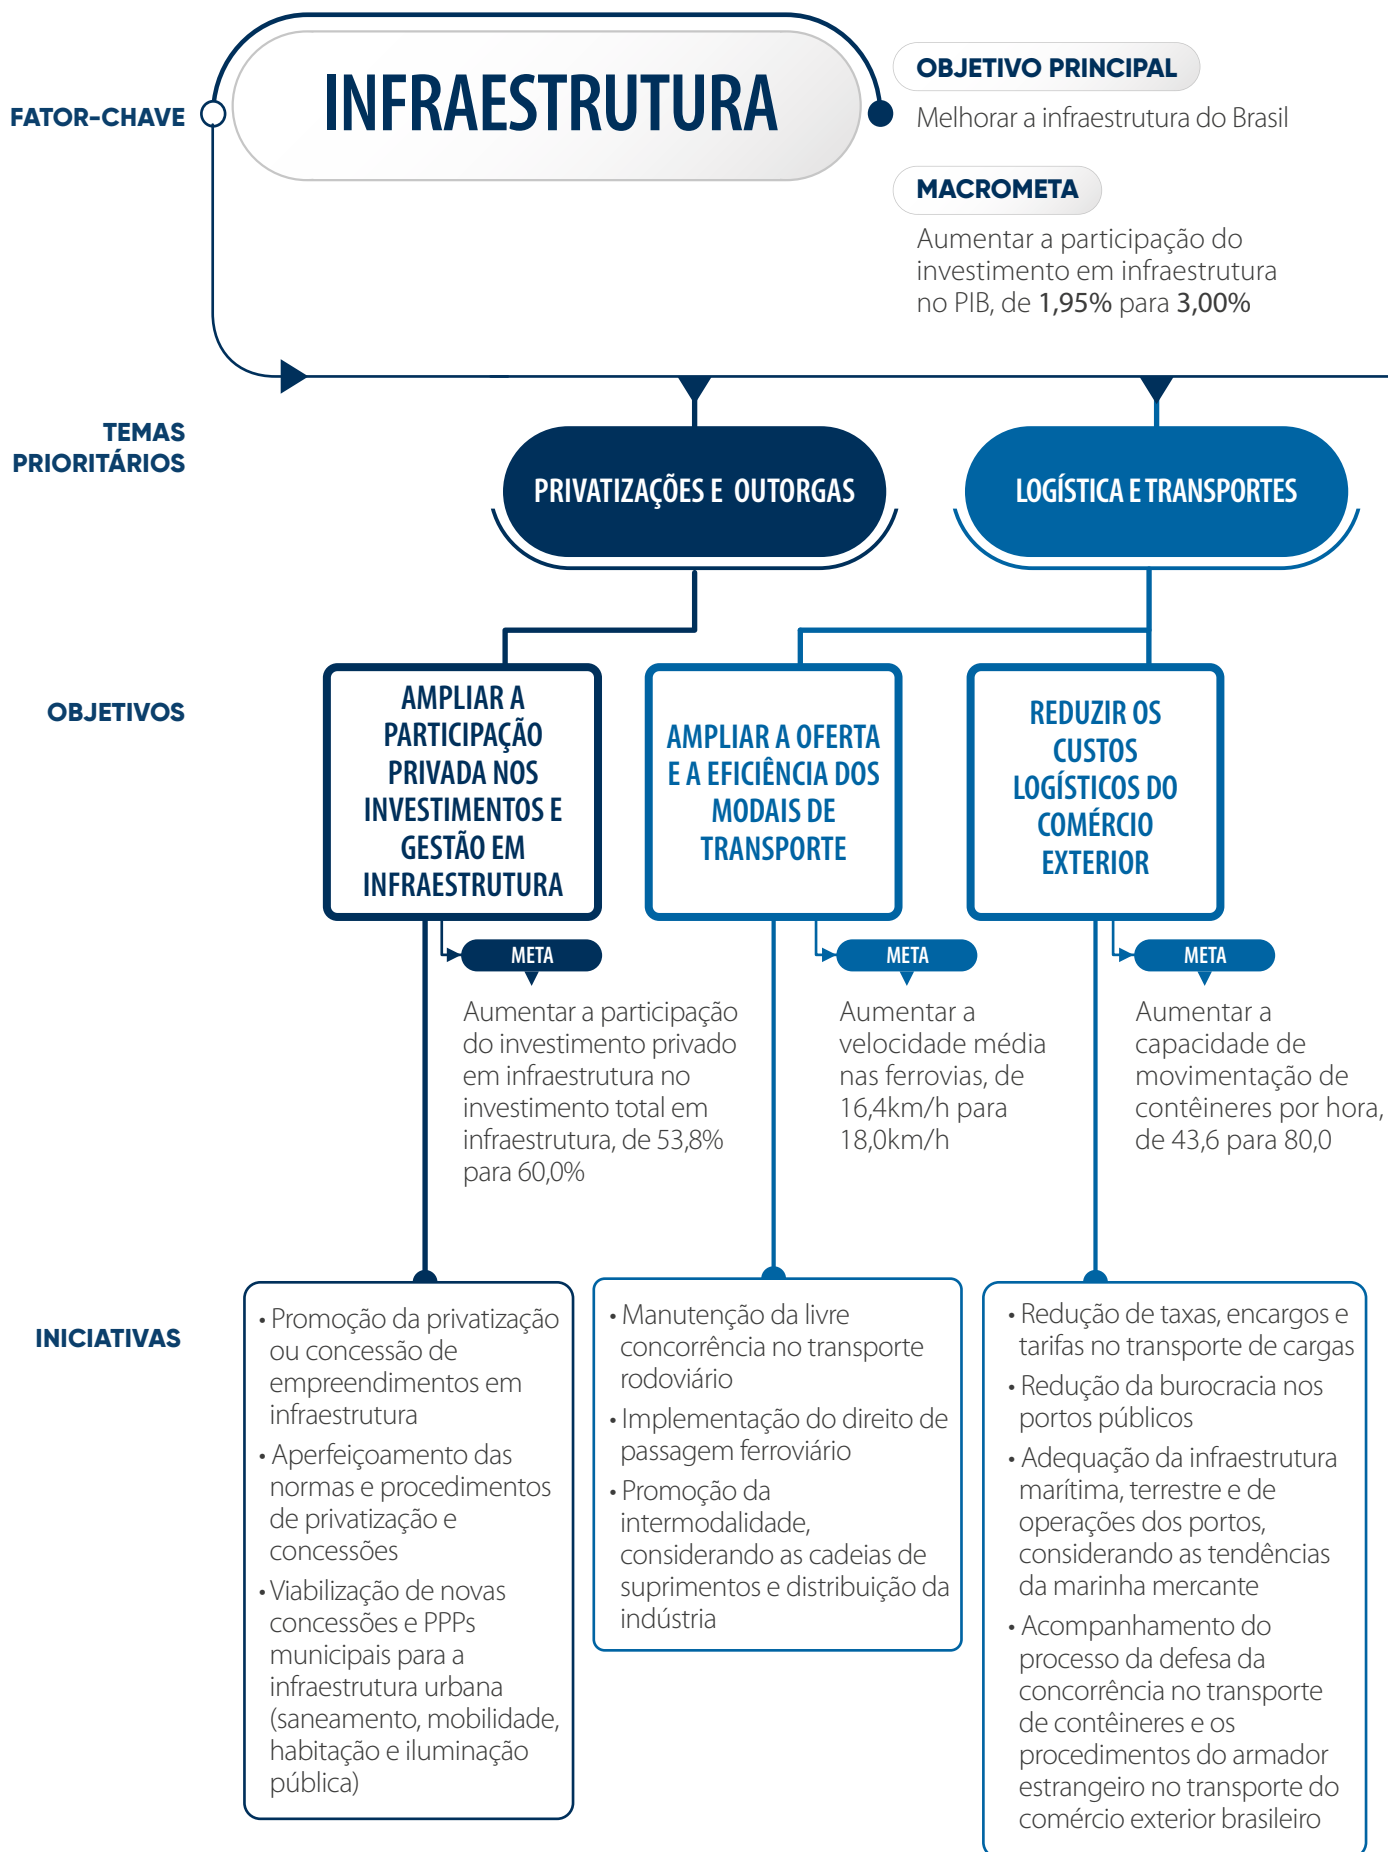 FATOR-CHAVE
INFRAESTRUTURA
OBJETIVO PRINCIPAL
Melhorar a infraestrutura do Brasil
MACROMETA
Aumentar a participação do
investimento em infraestrutura
no PIB, de 1,95% para 3,00%
TEMAS
PRIORITÁRIOS
PRIVATIZAÇÕES E OUTORGAS
LOGÍSTICA E TRANSPORTES
OBJETIVOS
AMPLIAR A
PARTICIPAÇÃO
PRIVADA NOS
INVESTIMENTOS E
GESTÃO EM
INFRAESTRUTURA
AMPLIAR A OFERTA
E A EFICIÊNCIA DOS
MODAIS DE
TRANSPORTE
REDUZIR OS
CUSTOS
LOGÍSTICOS DO
COMÉRCIO
EXTERIOR
META
Aumentar a participação
do investimento privado
em infraestrutura no
investimento total em
infraestrutura, de 53,8%
para 60,0%
META
Aumentar a
velocidade média
nas ferrovias, de
16,4km/h para
18,0km/h
META
Aumentar a
capacidade de
movimentação de
contêineres por hora,
de 43,6 para 80,0
INICIATIVAS
• Promoção da privatização
ou concessão de
empreendimentos em
infraestrutura
• Aperfeiçoamento das
normas e procedimentos
de privatização e
concessões
• Viabilização de novas
concessões e PPPs
municipais para a
infraestrutura urbana
(saneamento, mobilidade,
habitação e iluminação
pública)
• Manutenção da livre
concorrência no transporte
rodoviário
• Implementação do direito de
passagem ferroviário
• Promoção da
intermodalidade,
considerando as cadeias de
suprimentos e distribuição da
indústria
• Redução de taxas, encargos e
tarifas no transporte de cargas
• Redução da burocracia nos
portos públicos
• Adequação da infraestrutura
marítima, terrestre e de
operações dos portos,
considerando as tendências
da marinha mercante
• Acompanhamento do
processo da defesa da
concorrência no transporte
de contêineres e os
procedimentos do armador
estrangeiro no transporte do
comércio exterior brasileiro